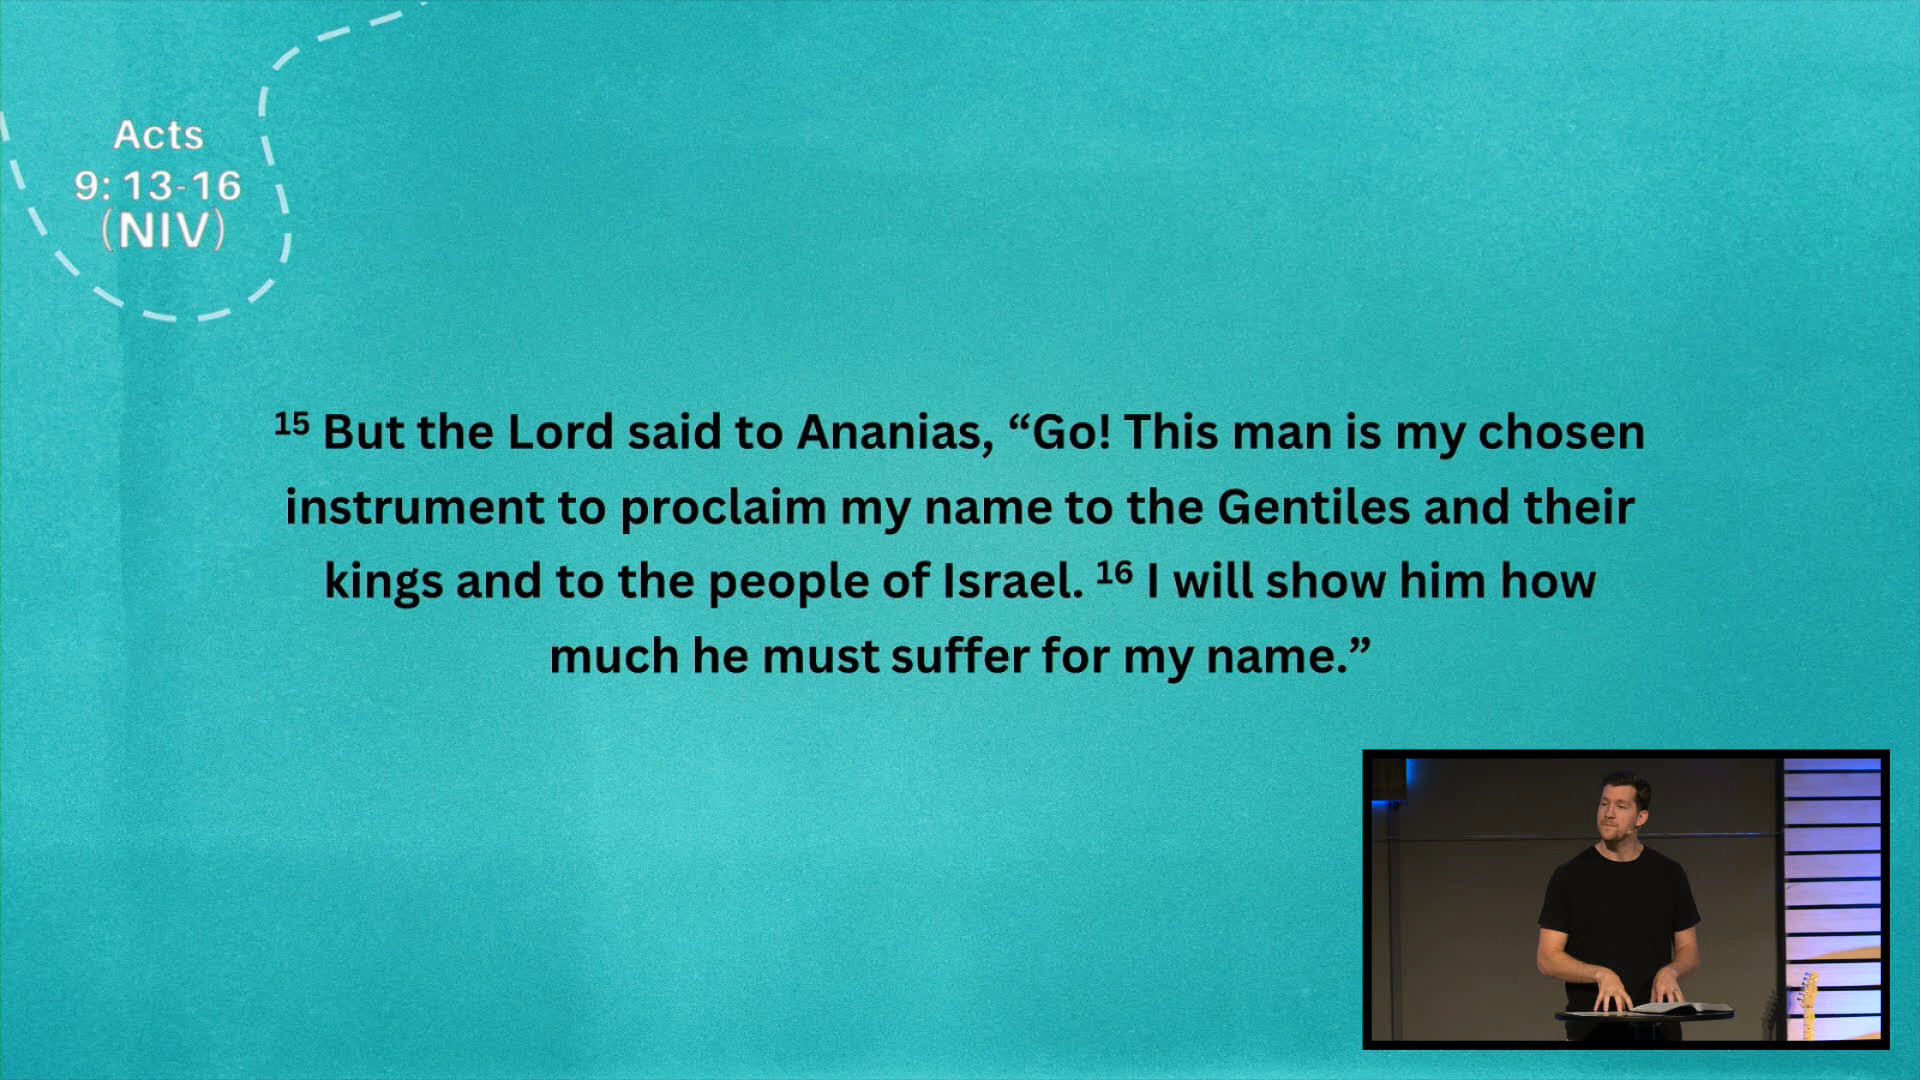 Acts
9: 13-16
(NIV)
15 But the Lord said to Ananias, “Go! This man is my chosen
instrument to proclaim my name to the Gentiles and their
kings and to the people of Israel. 16 I will show him how
much he must suffer for my name.”